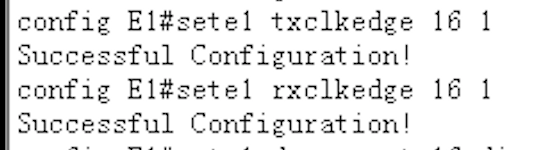 config E1#sete1 txclkedge 16 1
Successful Configuration!
config E1#sete1 rxclkedge 16 1
Successful Configuration!